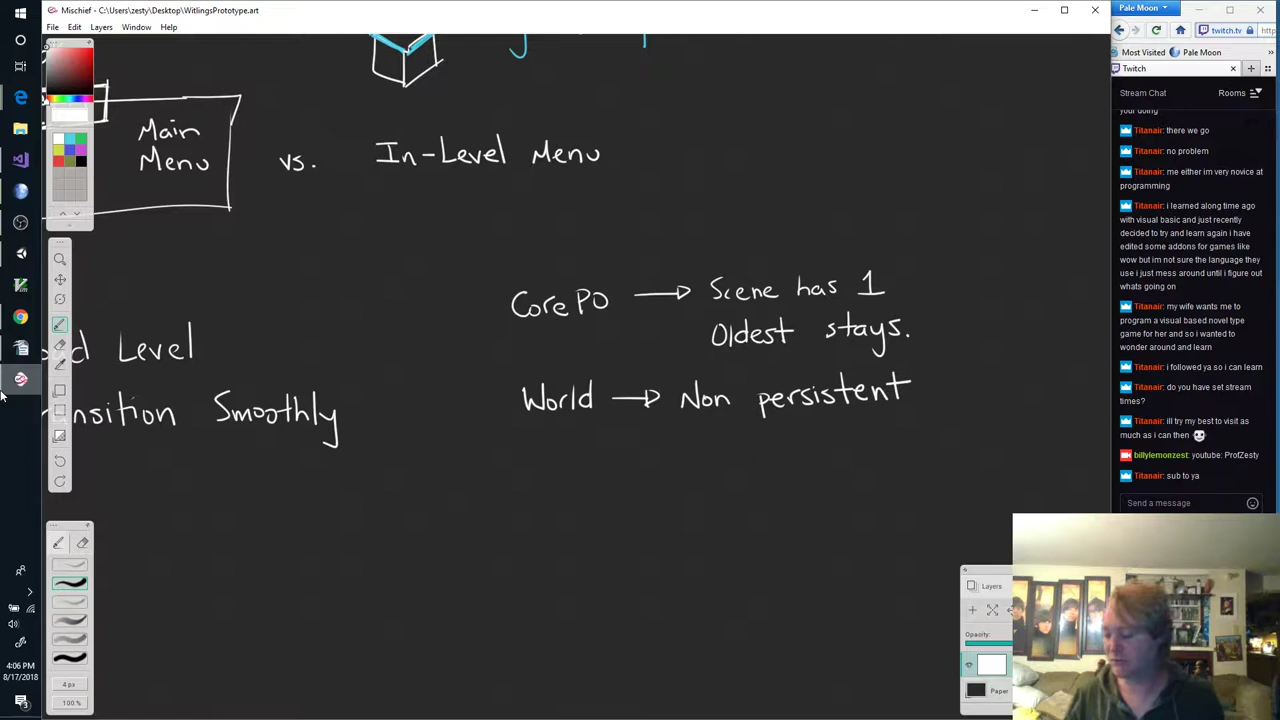 Mischief - C:\Users\zesty\Desktop\WitlingsPrototype.art
File Edit Layers Window Help
Main
Menu
vs.
In-Level Menu
CorePO → Scene has 1
Oldest stays.
World → Non persistent
Level
Smoothly
4 px
100 %
4:06 PM
8/17/2018
3
Layers
Opacity:
Paper
Pale Moon
twitch.tv
Most Visited
Pale Moon
Twitch
Stream Chat
Rooms
your doing
Titanair: there we go
Titanair: no problem
Titanair: me either im very novice at
programming
Titanair: i learned along time ago
with visual basic and just recently
decided to try and learn again i have
edited some addons for games like
wow but im not sure the language they
use i just mess around until i figure out
whats going on
Titanair: my wife wants me to
program a visual based novel type
game for her and so i wanted to
wonder around and learn
Titanair: i followed ya so i can learn
Titanair: do you have set stream
times?
Titanair: ill try my best to visit as
much as i can then
billylemonzest: youtube: ProfZesty
Titanair: sub to ya
Send a message